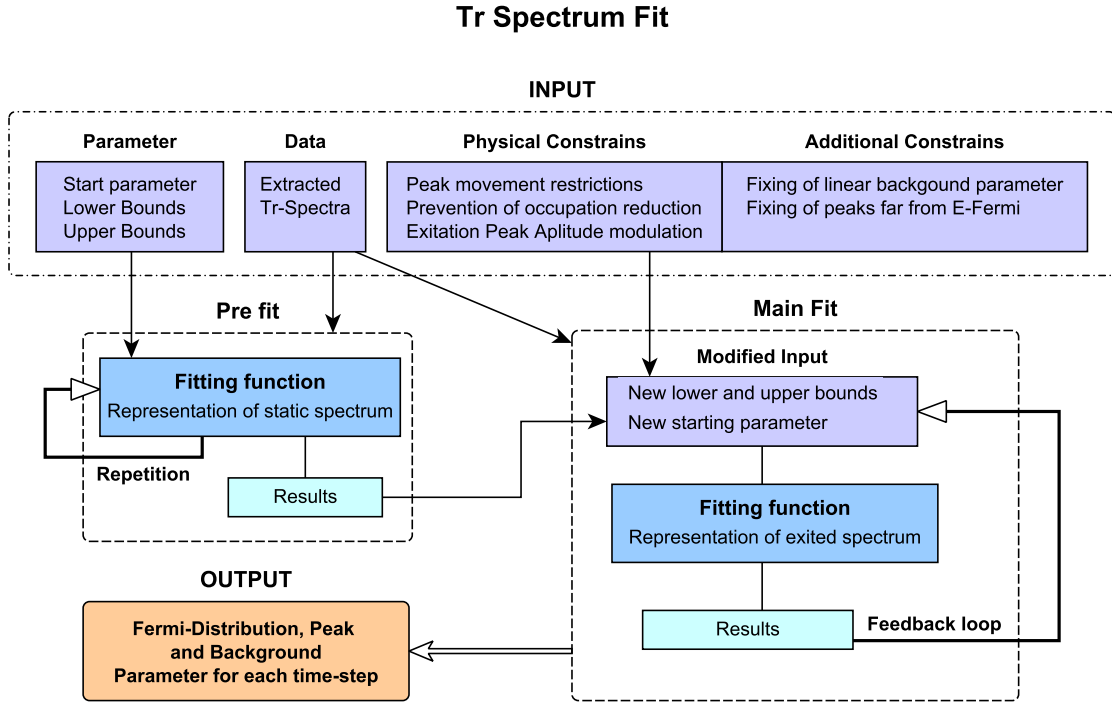 Tr Spectrum Fit
INPUT
Parameter
Start parameter
Lower Bounds
Upper Bounds
Data
Extracted
Tr-Spectra
Physical Constrains
Peak movement restrictions
Prevention of occupation reduction
Exitation Peak Aplitude modulation
Additional Constrains
Fixing of linear backgound parameter
Fixing of peaks far from E-Fermi
Pre fit
Fitting function
Representation of static spectrum
Repetition
Results
Main Fit
Modified Input
New lower and upper bounds
New starting parameter
Fitting function
Representation of exited spectrum
Results
Feedback loop
OUTPUT
Fermi-Distribution, Peak
and Background
Parameter for each time-step